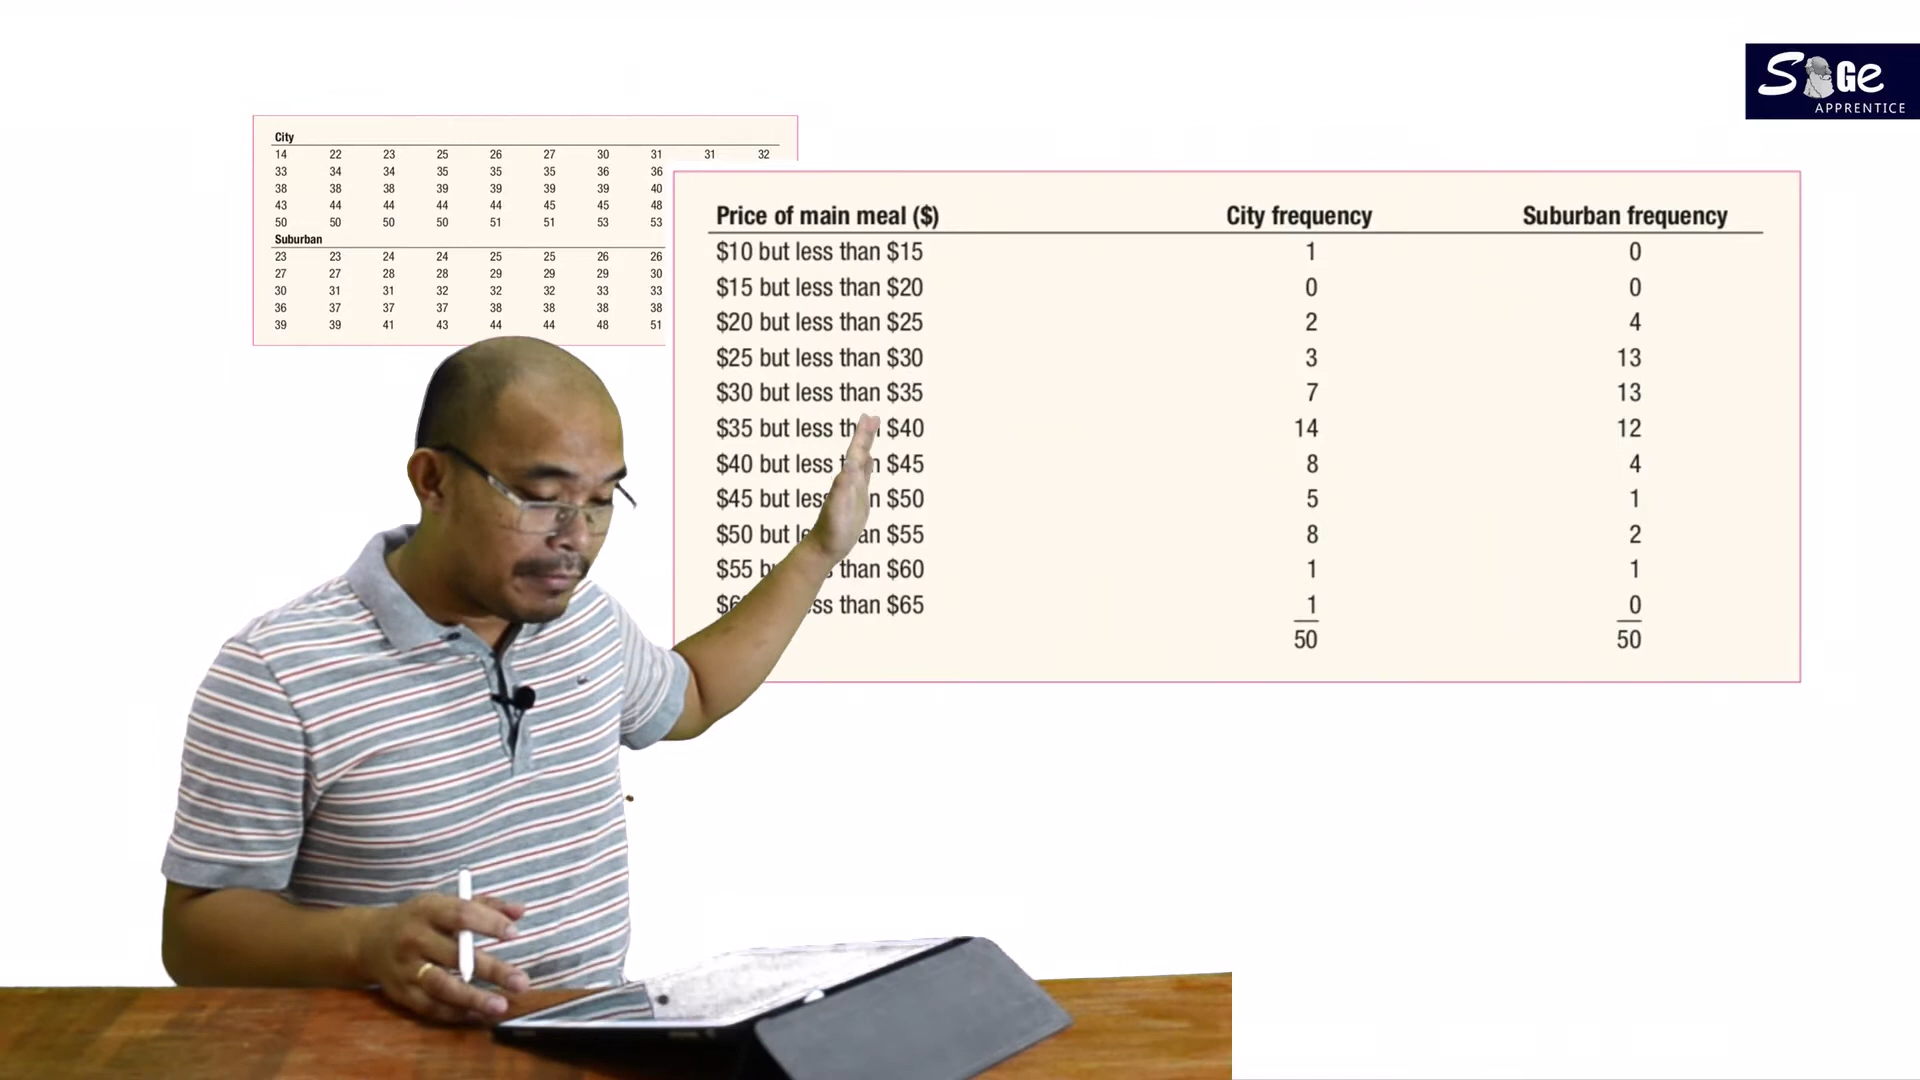 SAGE
APPRENTICE
City
14 22 23 25 26 27 30 31 31 32
33 34 34 35 35 35 36 36
38 38 38 39 39 39 39 40
43 44 44 44 44 45 45 48
50 50 50 50 51 51 53 53
Suburban
23 23 24 24 25 25 26 26
27 27 28 28 29 29 29 30
30 31 31 32 32 32 33 33
36 37 37 37 38 38 38 38
39 39 41 43 44 44 48 51
Price of main meal ($) City frequency Suburban frequency
$10 but less than $15 1 0
$15 but less than $20 0 0
$20 but less than $25 2 4
$25 but less than $30 3 13
$30 but less than $35 7 13
$35 but less $40 14 12
$40 but less $45 8 4
$45 but $50 5 1
$50 but $55 8 2
$55 than $60 1 1
than $65 1 0
50 50